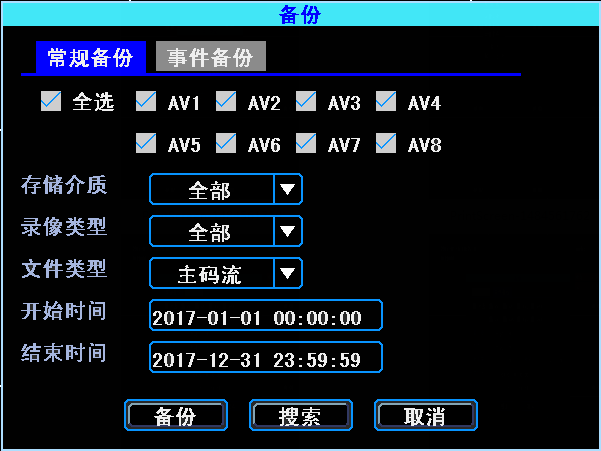 备份
常规备份 事件备份
全选 AV1 AV2 AV3 AV4
AV5 AV6 AV7 AV8
存储介质 全部
录像类型 全部
文件类型 主码流
开始时间 2017-01-01 00:00:00
结束时间 2017-12-31 23:59:59
备份 搜索 取消